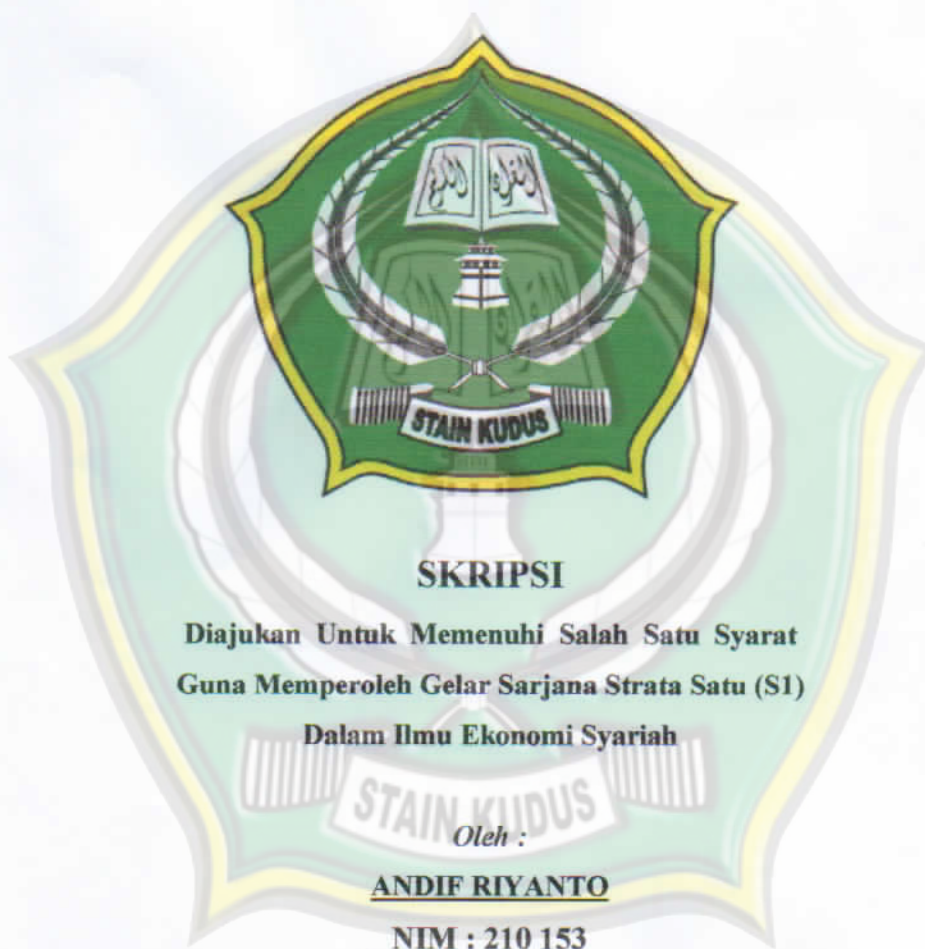 STAIN KUDUS
SKRIPSI
Diajukan Untuk Memenuhi Salah Satu Syarat
Guna Memperoleh Gelar Sarjana Strata Satu (S1)
Dalam Ilmu Ekonomi Syariah
STAIN KUDUS
Oleh :
ANDIF RIYANTO
NIM : 210 153